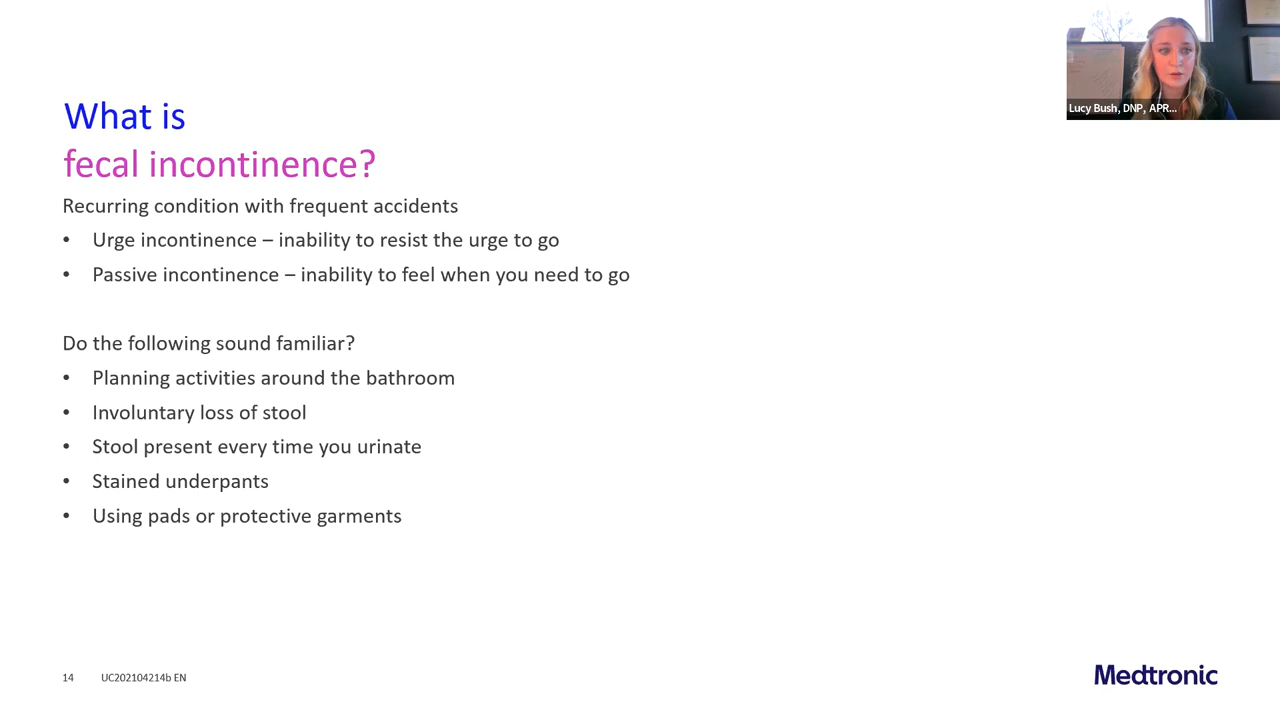 Lucy Bush, DNP, APR...
What is
fecal incontinence?
Recurring condition with frequent accidents
• Urge incontinence – inability to resist the urge to go
• Passive incontinence – inability to feel when you need to go
Do the following sound familiar?
• Planning activities around the bathroom
• Involuntary loss of stool
• Stool present every time you urinate
• Stained underpants
• Using pads or protective garments
14 UC202104214b EN
Medtronic